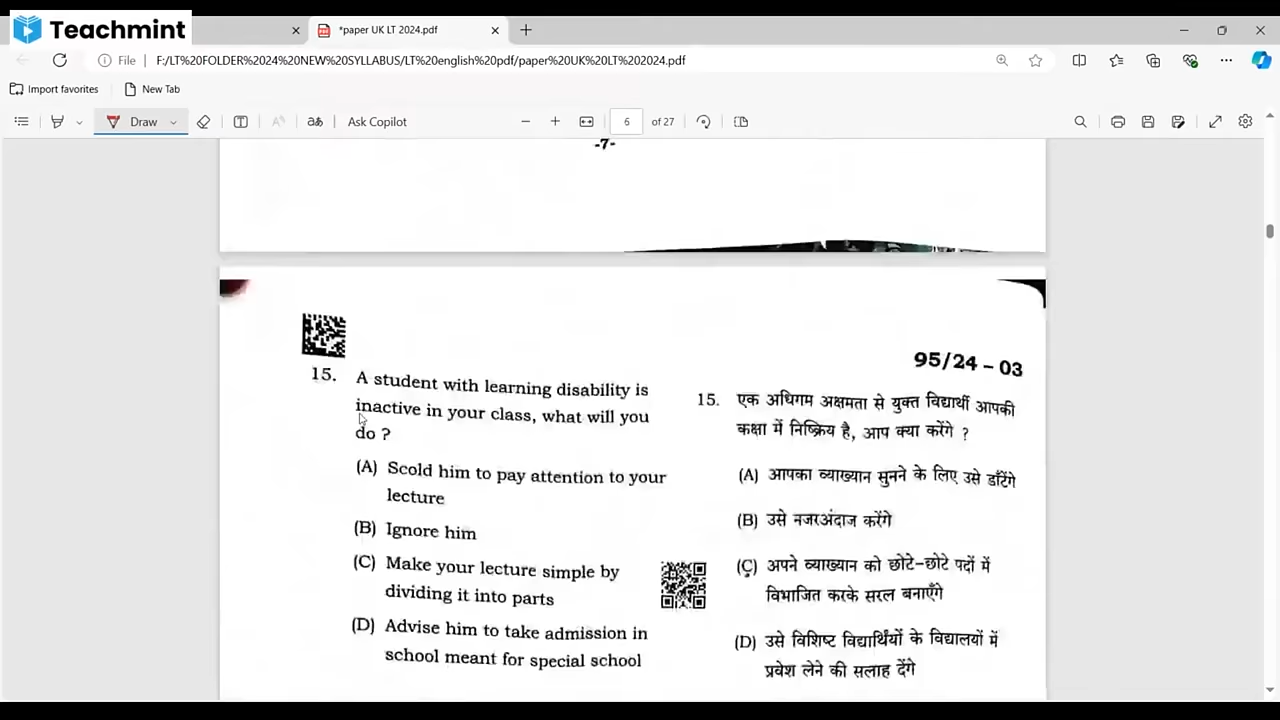 Teachmint
*paper UK LT 2024.pdf
File
F:/LT%20FOLDER%2024%20NEW%20SYLLABUS/LT%20english%20pdf/paper%20UK%20LT%202024.pdf
Import favorites
New Tab
Draw
aあ
Ask Copilot
6
of 27
-7-
95/24 – 03
15. A student with learning disability is
inactive in your class, what will you
do ?
(A) Scold him to pay attention to your
lecture
(B) Ignore him
(C) Make your lecture simple by
dividing it into parts
(D) Advise him to take admission in
school meant for special school
15. एक अधिगम अक्षमता से युक्त विद्यार्थी आपकी
कक्षा में निष्क्रिय है, आप क्या करेंगे ?
(A) आपका व्याख्यान सुनने के लिए उसे डाँटेंगे
(B) उसे नजरअंदाज करेंगे
(C) अपने व्याख्यान को छोटे-छोटे पदों में
विभाजित करके सरल बनाएँगे
(D) उसे विशिष्ट विद्यार्थियों के विद्यालयों में
प्रवेश लेने की सलाह देंगे